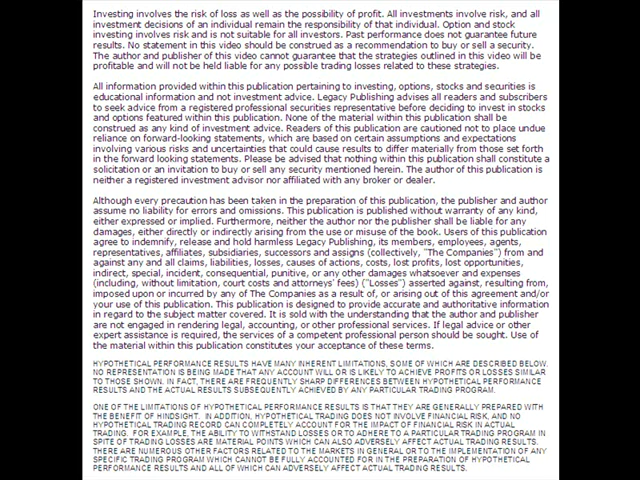 Investing involves the risk of loss as well as the possibility of profit. All investments involve risk, and all
investment decisions of an individual remain the responsibility of that individual. Option and stock
investing involves risk and is not suitable for all investors. Past performance does not guarantee future
results. No statement in this video should be construed as a recommendation to buy or sell a security.
The author and publisher of this video cannot guarantee that the strategies outlined in this video will be
profitable and will not be held liable for any possible trading losses related to these strategies.
All information provided within this publication pertaining to investing, options, stocks and securities is
educational information and not investment advice. Legacy Publishing advises all readers and subscribers
to seek advice from a registered professional securities representative before deciding to invest in stocks
and options featured within this publication. None of the material within this publication shall be
construed as any kind of investment advice. Readers of this publication are cautioned not to place undue
reliance on forward-looking statements, which are based on certain assumptions and expectations
involving various risks and uncertainties that could cause results to differ materially from those set forth
in the forward looking statements. Please be advised that nothing within this publication shall constitute a
solicitation or an invitation to buy or sell any security mentioned herein. The author of this publication is
neither a registered investment advisor nor affiliated with any broker or dealer.
Although every precaution has been taken in the preparation of this publication, the publisher and author
assume no liability for errors and omissions. This publication is published without warranty of any kind,
either expressed or implied. Furthermore, neither the author nor the publisher shall be liable for any
damages, either directly or indirectly arising from the use or misuse of the book. Users of this publication
agree to indemnify, release and hold harmless Legacy Publishing, its members, employees, agents,
representatives, affiliates, subsidiaries, successors and assigns (collectively, "The Companies") from and
against any and all claims, liabilities, losses, causes of actions, costs, lost profits, lost opportunities,
indirect, special, incident, consequential, punitive, or any other damages whatsoever and expenses
(including, without limitation, court costs and attorneys' fees) ("Losses") asserted against, resulting from,
imposed upon or incurred by any of The Companies as a result of, or arising out of this agreement and/or
your use of this publication. This publication is designed to provide accurate and authoritative information
in regard to the subject matter covered. It is sold with the understanding that the author and publisher
are not engaged in rendering legal, accounting, or other professional services. If legal advice or other
expert assistance is required, the services of a competent professional person should be sought. Use of
the material within this publication constitutes your acceptance of these terms.
HYPOTHETICAL PERFORMANCE RESULTS HAVE MANY INHERENT LIMITATIONS, SOME OF WHICH ARE DESCRIBED BELOW.
NO REPRESENTATION IS BEING MADE THAT ANY ACCOUNT WILL OR IS LIKELY TO ACHIEVE PROFITS OR LOSSES SIMILAR
TO THOSE SHOWN. IN FACT, THERE ARE FREQUENTLY SHARP DIFFERENCES BETWEEN HYPOTHETICAL PERFORMANCE
RESULTS AND THE ACTUAL RESULTS SUBSEQUENTLY ACHIEVED BY ANY PARTICULAR TRADING PROGRAM.
ONE OF THE LIMITATIONS OF HYPOTHETICAL PERFORMANCE RESULTS IS THAT THEY ARE GENERALLY PREPARED WITH
THE BENEFIT OF HINDSIGHT. IN ADDITION, HYPOTHETICAL TRADING DOES NOT INVOLVE FINANCIAL RISK, AND NO
HYPOTHETICAL TRADING RECORD CAN COMPLETELY ACCOUNT FOR THE IMPACT OF FINANCIAL RISK IN ACTUAL
TRADING. FOR EXAMPLE, THE ABILITY TO WITHSTAND LOSSES OR TO ADHERE TO A PARTICULAR TRADING PROGRAM IN
SPITE OF TRADING LOSSES ARE MATERIAL POINTS WHICH CAN ALSO ADVERSELY AFFECT ACTUAL TRADING RESULTS.
THERE ARE NUMEROUS OTHER FACTORS RELATED TO THE MARKETS IN GENERAL OR TO THE IMPLEMENTATION OF ANY
SPECIFIC TRADING PROGRAM WHICH CANNOT BE FULLY ACCOUNTED FOR IN THE PREPARATION OF HYPOTHETICAL
PERFORMANCE RESULTS AND ALL OF WHICH CAN ADVERSELY AFFECT ACTUAL TRADING RESULTS.